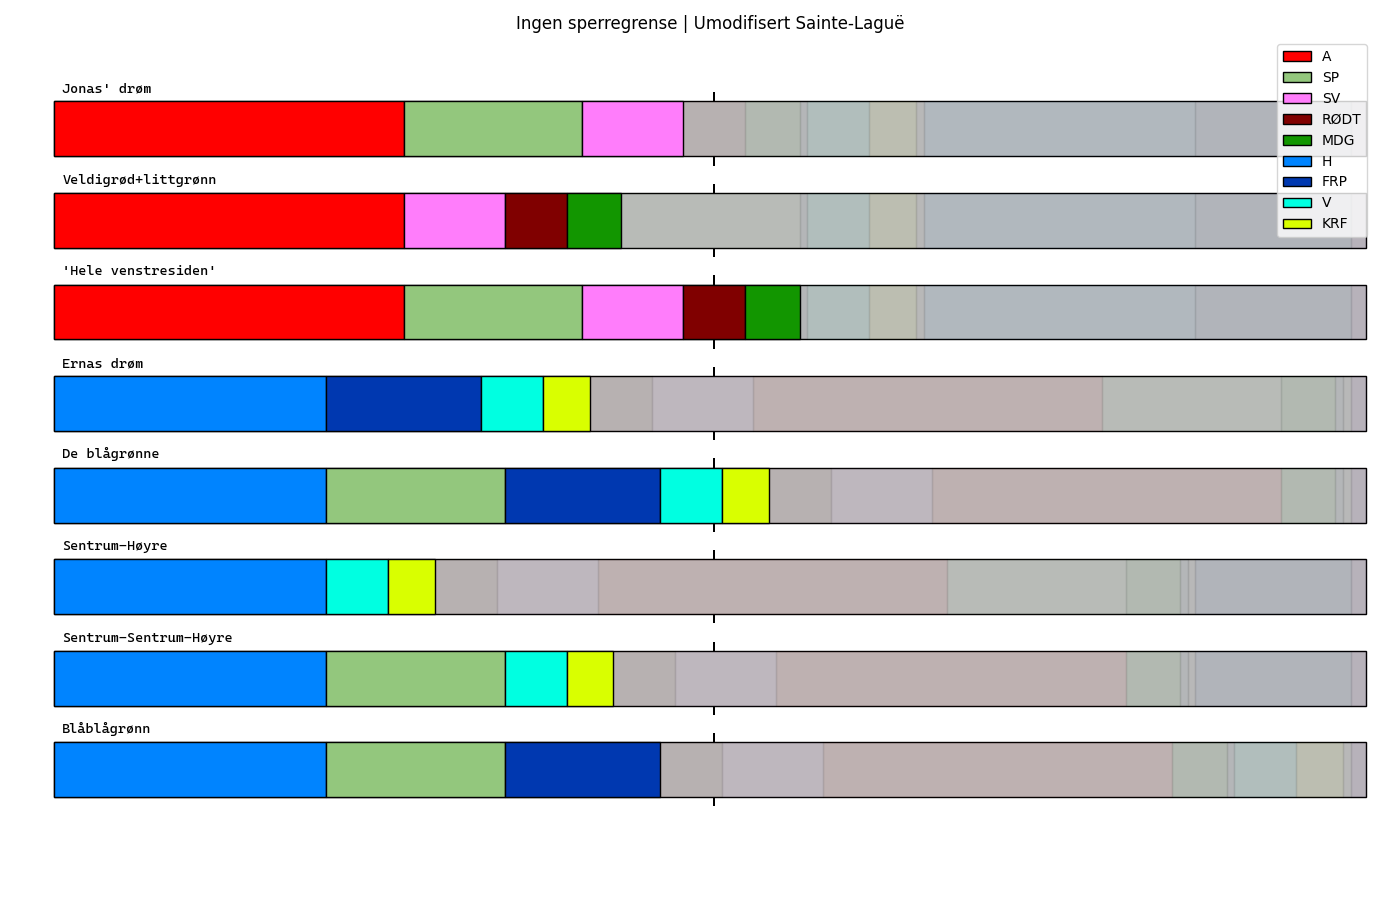 Ingen sperregrense | Umodifisert Sainte-Laguë
A
SP
SV
RØDT
MDG
H
FRP
V
KRF
Jonas' drøm
Veldigrød+littgrønn
'Hele venstresiden'
Ernas drøm
De blågrønne
Sentrum-Høyre
Sentrum-Sentrum-Høyre
Blåblågrønn